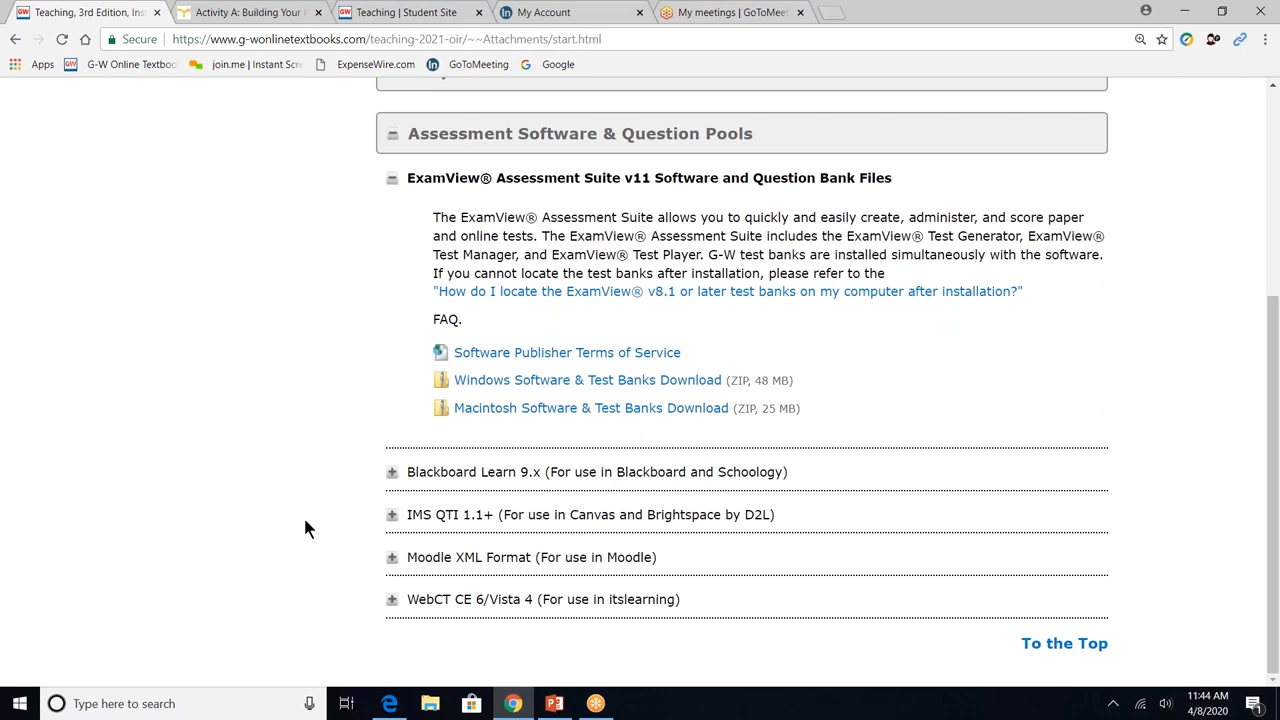 Teaching, 3rd Edition, Ins
Activity A: Building Your
Teaching | Student Site
My Account
My meetings | GoToMeet
Secure
https://www.g-wonlinetextbooks.com/teaching-2021-oir/~~Attachments/start.html
Apps
G-W Online Textboo
join.me | Instant Scre
ExpenseWire.com
GoToMeeting
Google
Assessment Software & Question Pools
ExamView® Assessment Suite v11 Software and Question Bank Files
The ExamView® Assessment Suite allows you to quickly and easily create, administer, and score paper
and online tests. The ExamView® Assessment Suite includes the ExamView® Test Generator, ExamView®
Test Manager, and ExamView® Test Player. G-W test banks are installed simultaneously with the software.
If you cannot locate the test banks after installation, please refer to the
"How do I locate the ExamView® v8.1 or later test banks on my computer after installation?"
FAQ.
Software Publisher Terms of Service
Windows Software & Test Banks Download (ZIP, 48 MB)
Macintosh Software & Test Banks Download (ZIP, 25 MB)
Blackboard Learn 9.x (For use in Blackboard and Schoology)
IMS QTI 1.1+ (For use in Canvas and Brightspace by D2L)
Moodle XML Format (For use in Moodle)
WebCT CE 6/Vista 4 (For use in itslearning)
To the Top
Type here to search
11:44 AM
4/8/2020